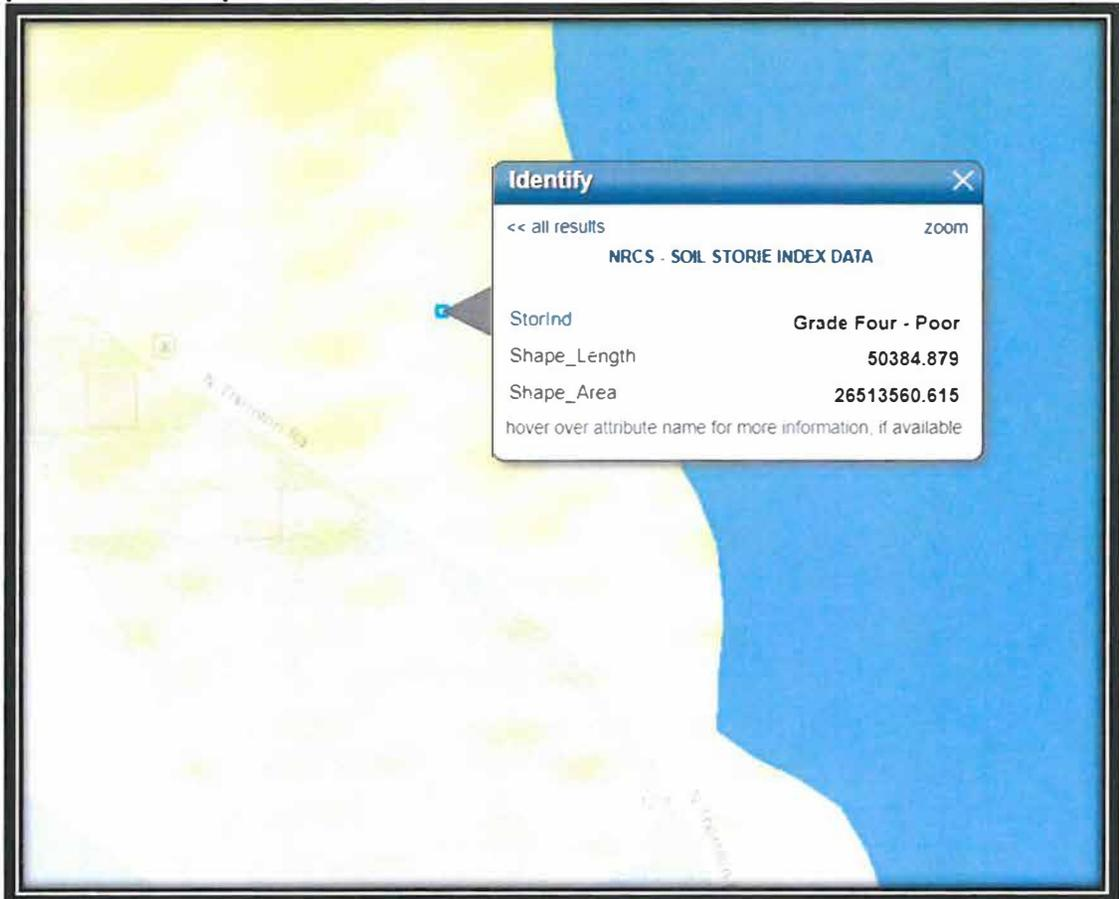 Identify
<< all results zoom
NRCS - SOIL STORIE INDEX DATA
StorInd Grade Four - Poor
Shape_Length 50384.879
Shape_Area 26513560.615
hover over attribute name for more information, if available